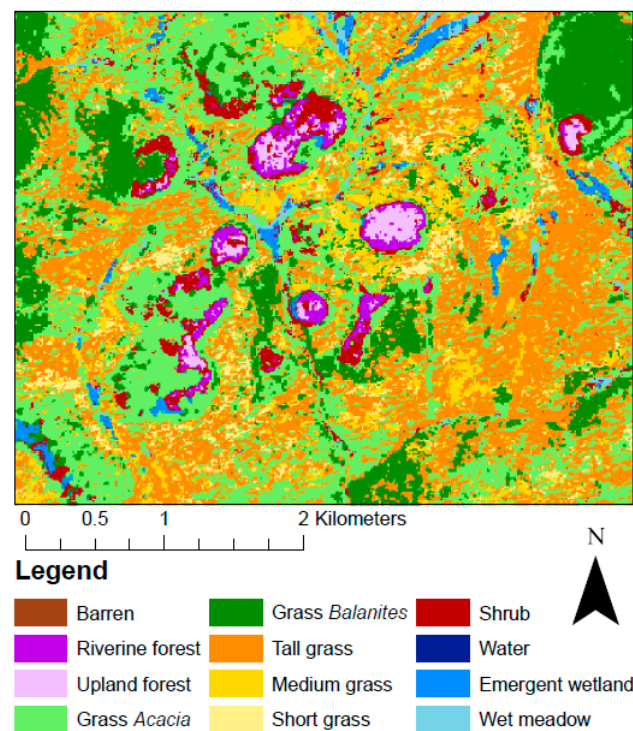 0 0.5 1 2 Kilometers
N
Legend
Barren Grass Balanites Shrub
Riverine forest Tall grass Water
Upland forest Medium grass Emergent wetland
Grass Acacia Short grass Wet meadow